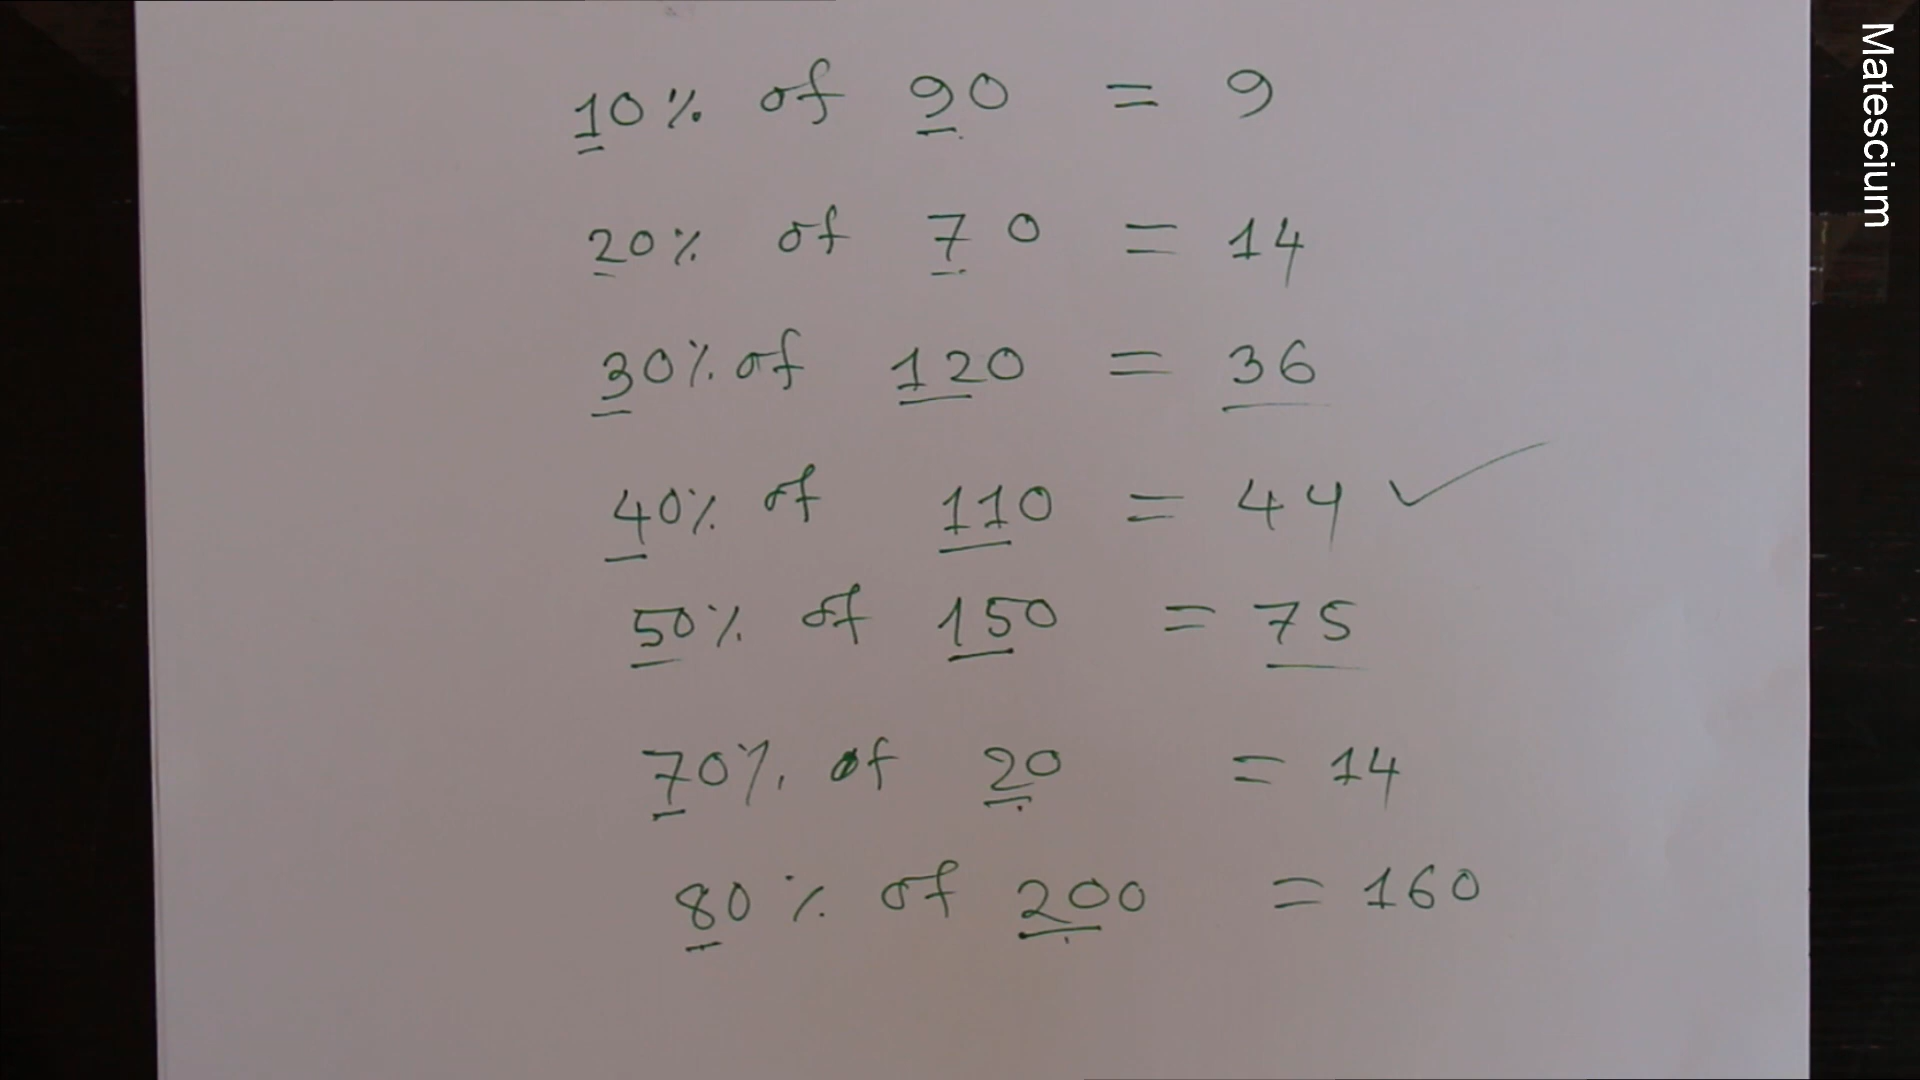 10% of 90 = 9
20% of 70 = 14
30% of 120 = 36
40% of 110 = 44 ✓
50% of 150 = 75
70% of 20 = 14
80% of 200 = 160
Matescium